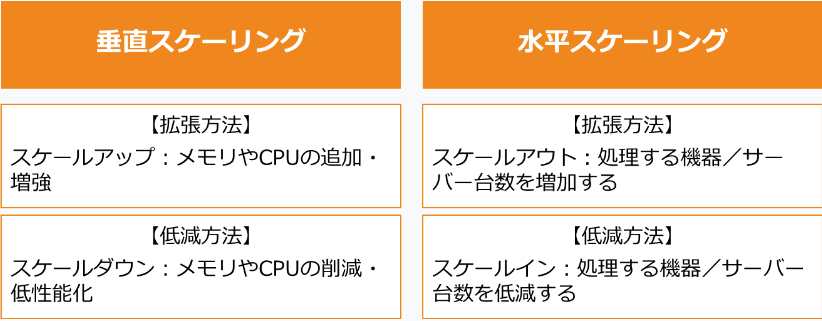 垂直スケーリング
水平スケーリング
【拡張方法】
スケールアップ：メモリやCPUの追加・
増強
【拡張方法】
スケールアウト：処理する機器／サー
バー台数を増加する
【低減方法】
スケールダウン：メモリやCPUの削減・
低性能化
【低減方法】
スケールイン：処理する機器／サーバー
台数を低減する